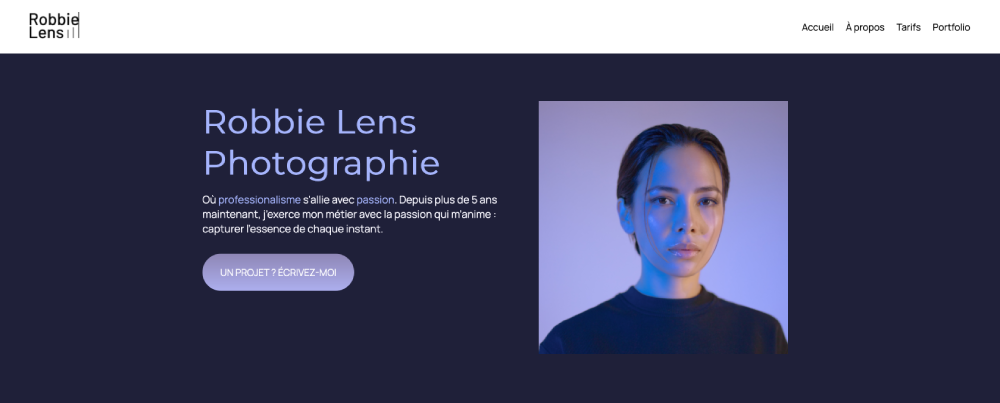 Robbie
Lens
Accueil À propos Tarifs Portfolio
Robbie Lens
Photographie
Où professionalisme s'allie avec passion. Depuis plus de 5 ans
maintenant, j'exerce mon métier avec la passion qui m'anime :
capturer l'essence de chaque instant.
UN PROJET ? ÉCRIVEZ-MOI